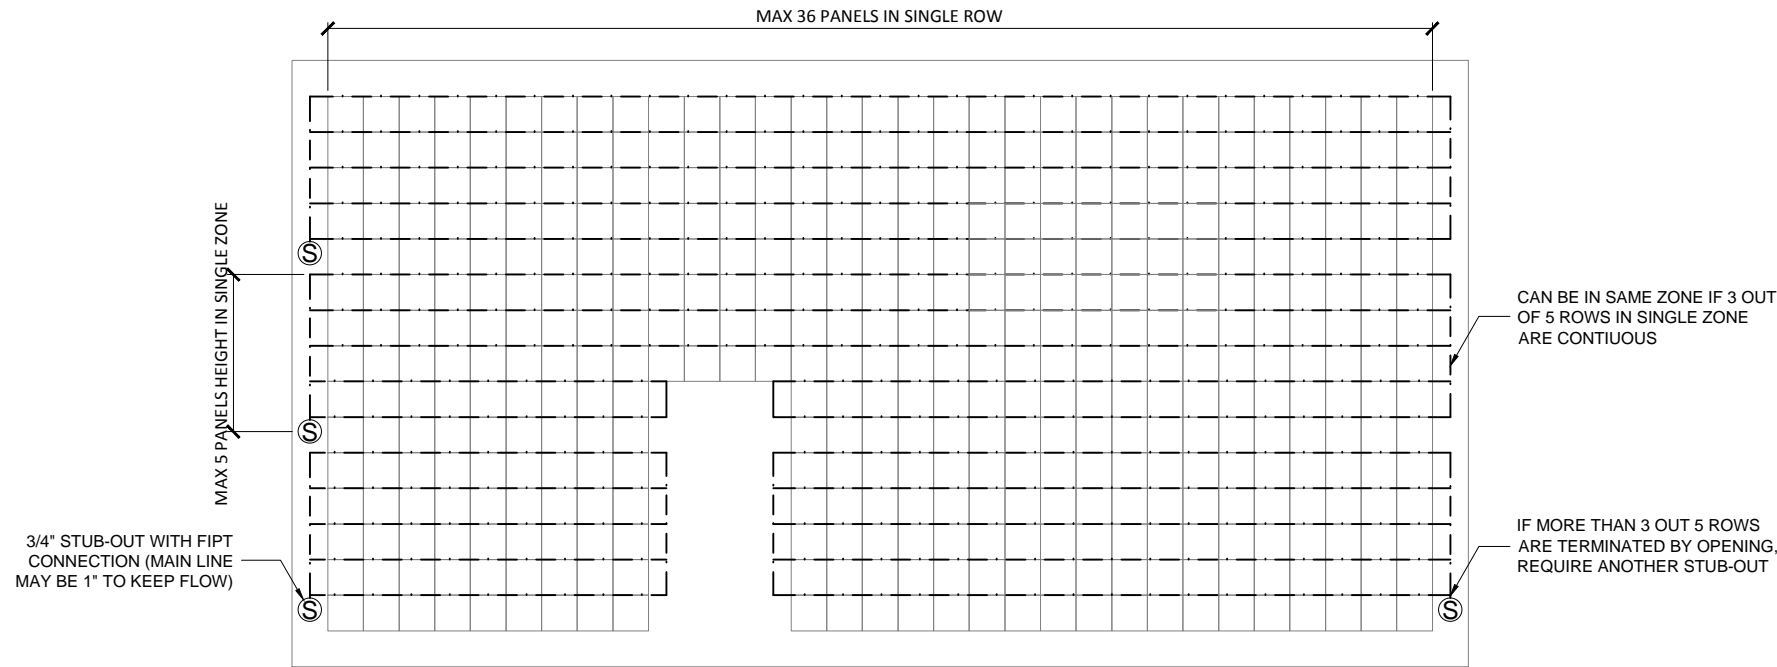 MAX 36 PANELS IN SINGLE ROW
S
MAX 5 PANELS HEIGHT IN SINGLE ZONE
CAN BE IN SAME ZONE IF 3 OUT
OF 5 ROWS IN SINGLE ZONE
ARE CONTIUOUS
S
3/4" STUB-OUT WITH FIPT
CONNECTION (MAIN LINE
MAY BE 1" TO KEEP FLOW)
S
IF MORE THAN 3 OUT 5 ROWS
ARE TERMINATED BY OPENING,
REQUIRE ANOTHER STUB-OUT
S